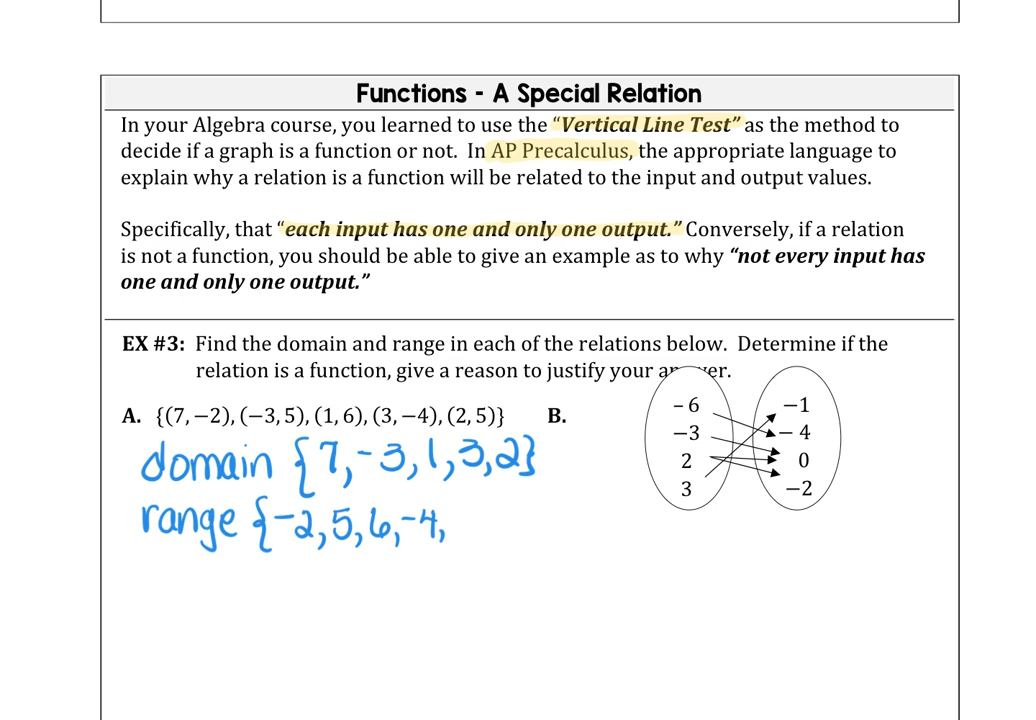 Functions - A Special Relation
In your Algebra course, you learned to use the “Vertical Line Test” as the method to
decide if a graph is a function or not.  In AP Precalculus, the appropriate language to
explain why a relation is a function will be related to the input and output values.
Specifically, that “each input has one and only one output.” Conversely, if a relation
is not a function, you should be able to give an example as to why “not every input has
one and only one output.”
EX #3:  Find the domain and range in each of the relations below.  Determine if the
relation is a function, give a reason to justify your answer.
A.  {(7, −2), (−3, 5), (1, 6), (3, −4), (2, 5)}
domain {7, -3, 1, 3, 2}
range {-2, 5, 6, -4,
B.
−6
−3
2
3
−1
−4
0
−2